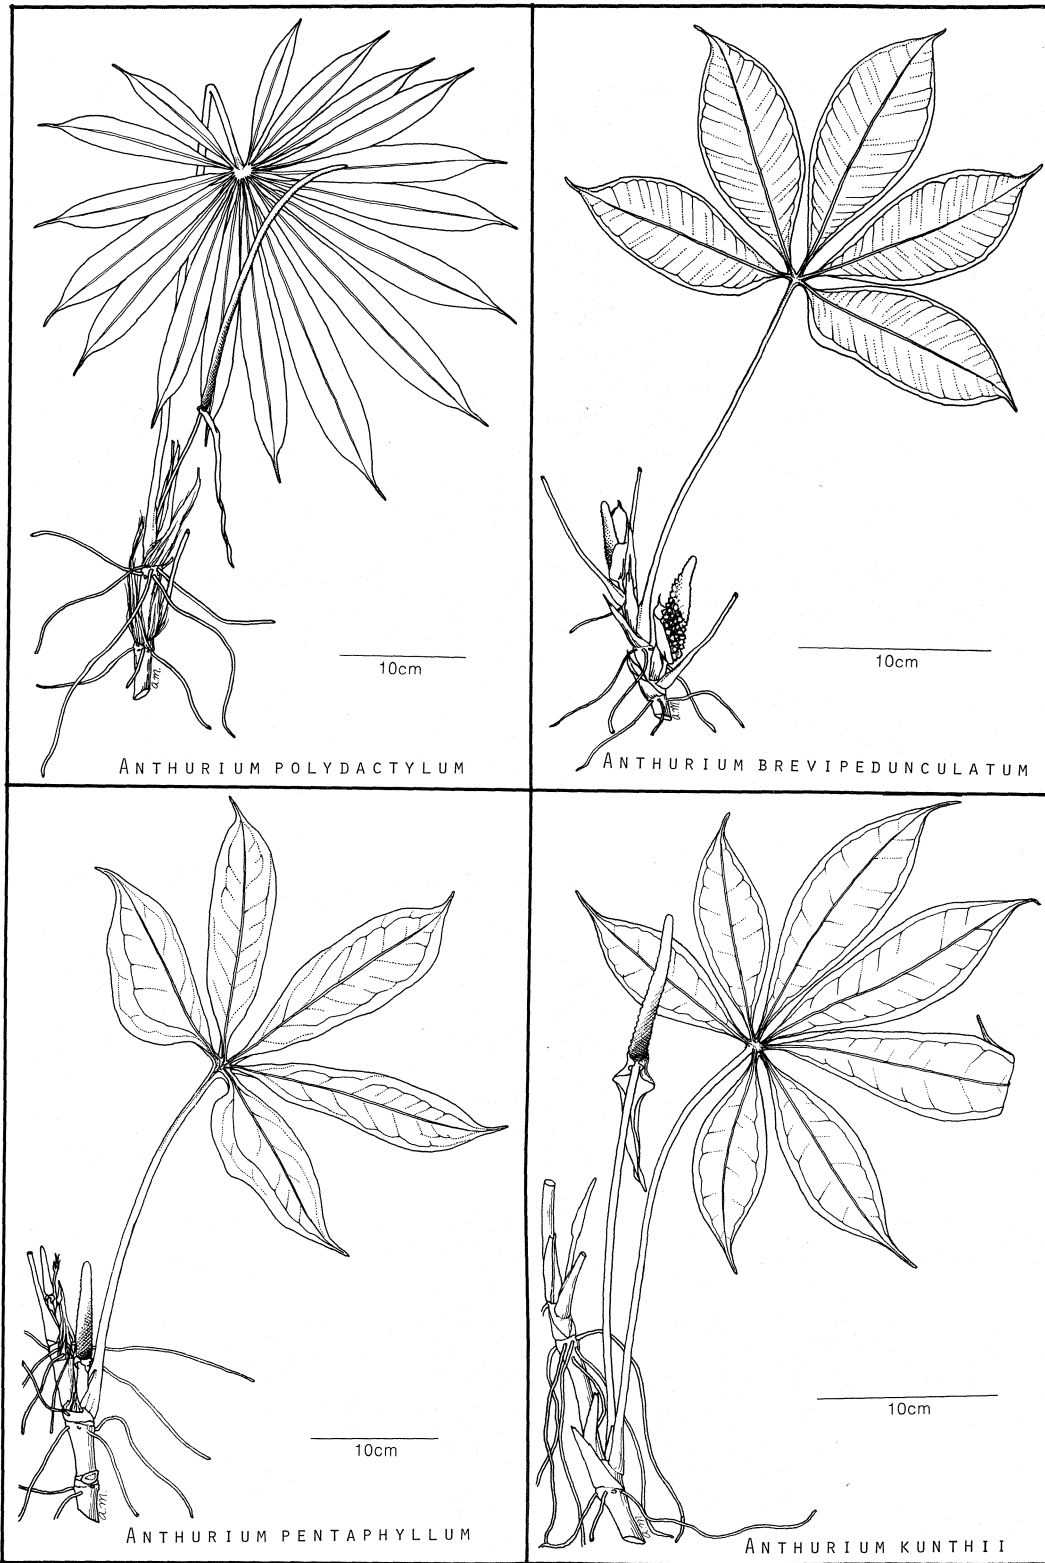 10cm
a.m.
ANTHURIUM POLYDACTYLUM
10cm
ANTHURIUM BREVIPEDUNCULATUM
10cm
a.m.
ANTHURIUM PENTAPHYLLUM
10cm
ANTHURIUM KUNTHII